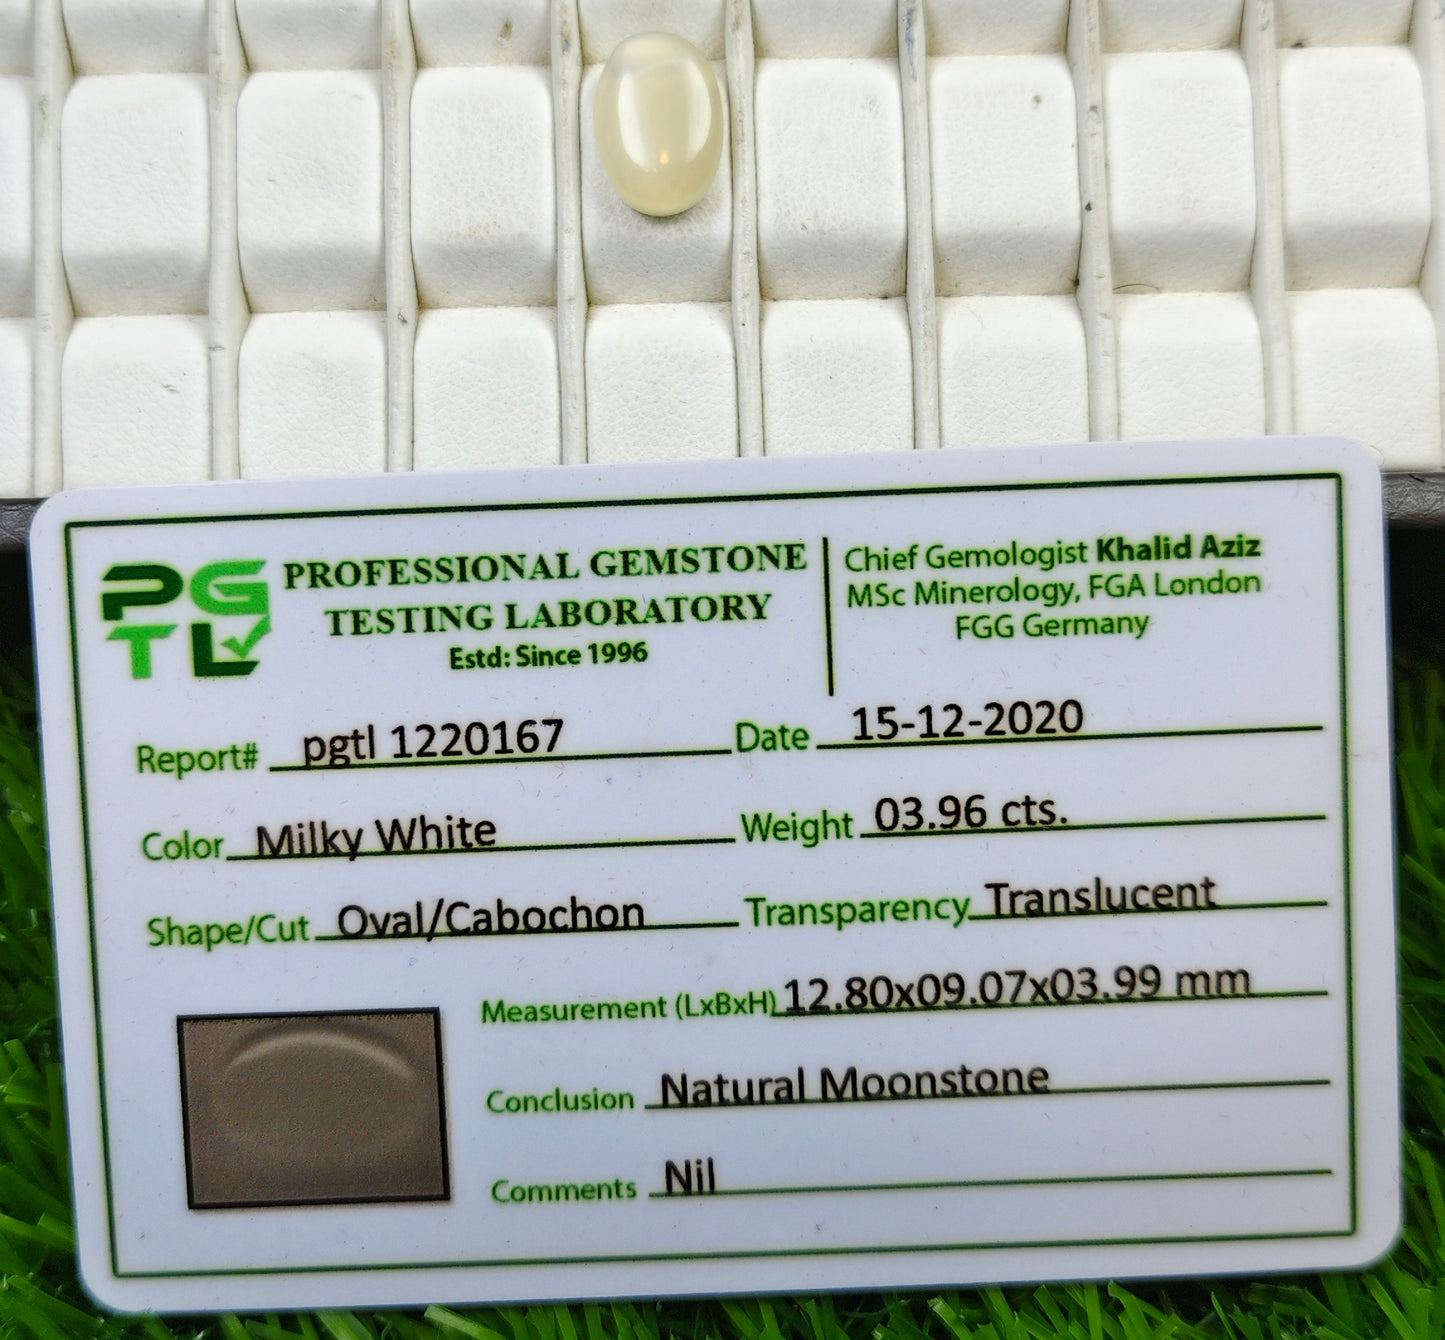 PG
TL
PROFESSIONAL GEMSTONE
TESTING LABORATORY
Estd: Since 1996
Chief Gemologist Khalid Aziz
MSc Minerology, FGA London
FGG Germany
Report# pgtl 1220167 Date 15-12-2020
Color Milky White Weight 03.96 cts.
Shape/Cut Oval/Cabochon Transparency Translucent
Measurement (LxBxH) 12.80x09.07x03.99 mm
Conclusion Natural Moonstone
Comments Nil